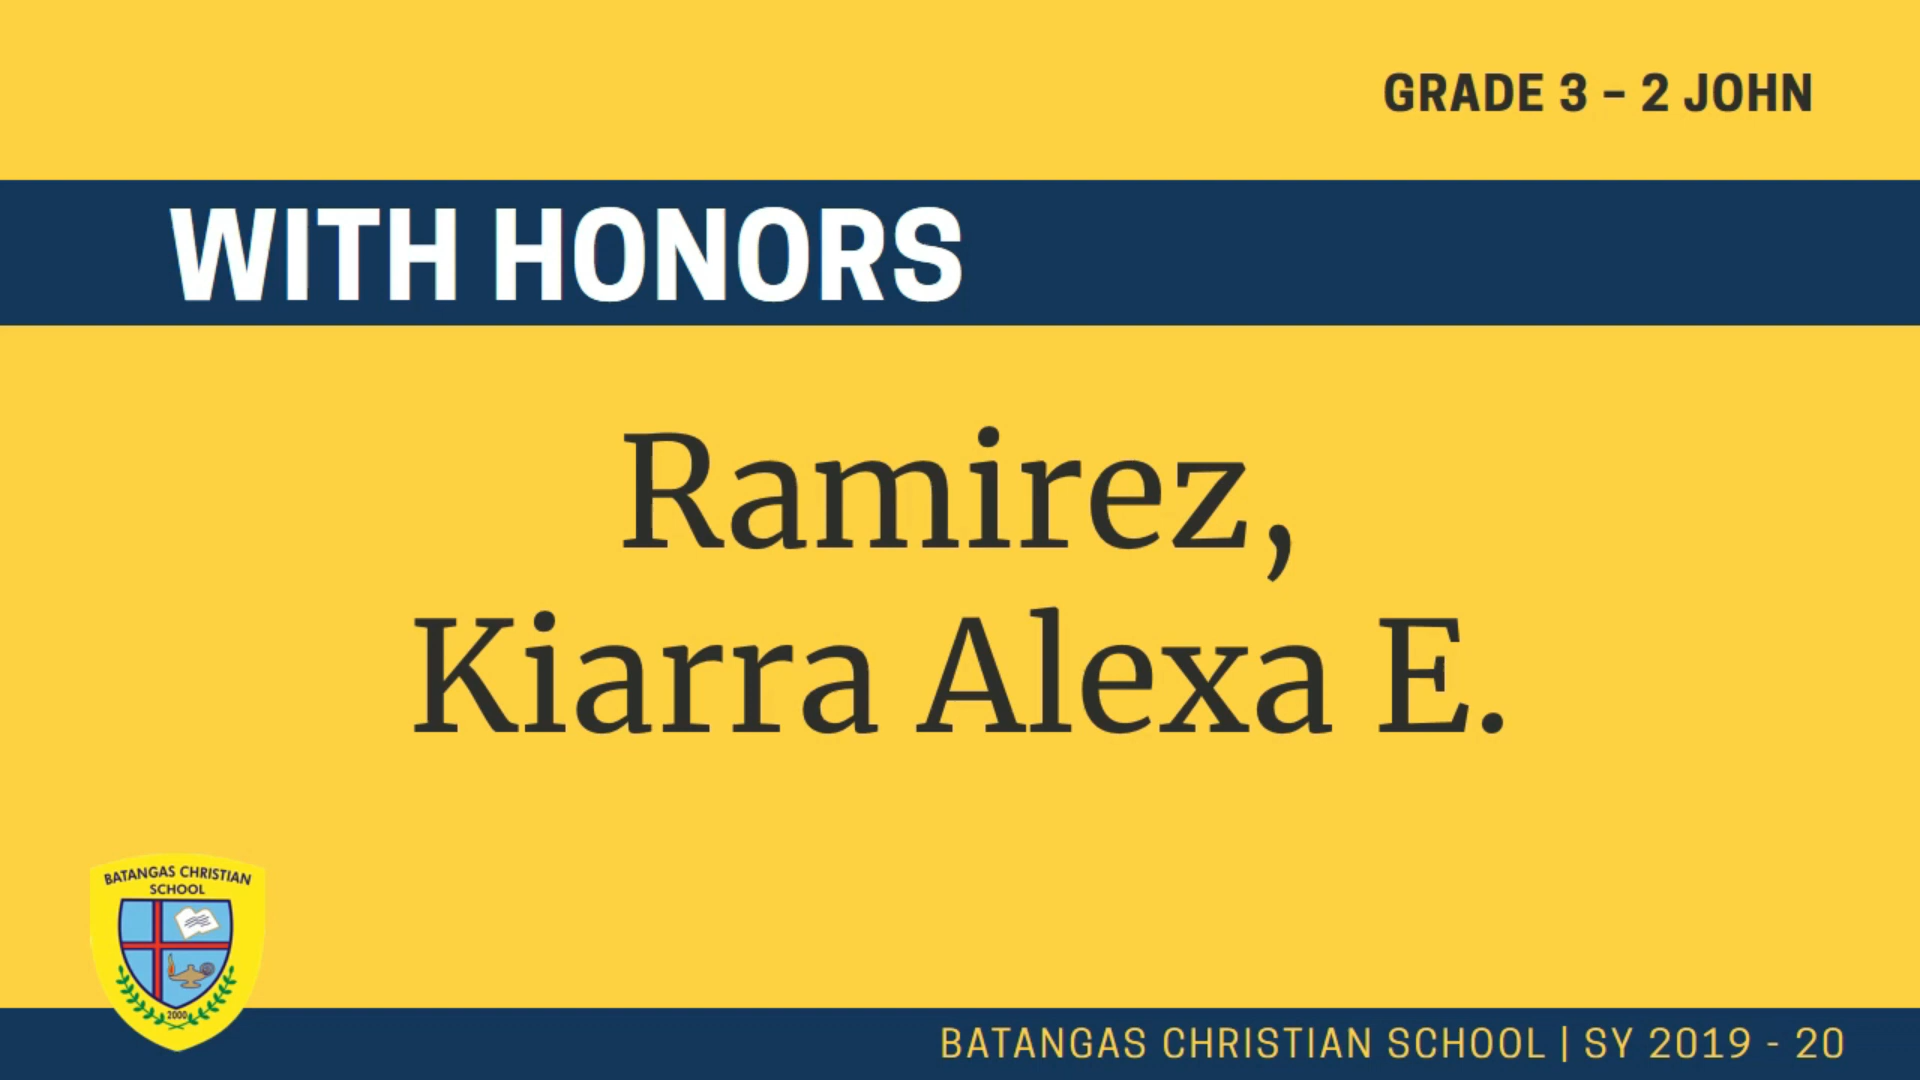 GRADE 3 – 2 JOHN
WITH HONORS
Ramirez,
Kiarra Alexa E.
BATANGAS CHRISTIAN
SCHOOL
2000
BATANGAS CHRISTIAN SCHOOL | SY 2019 - 20